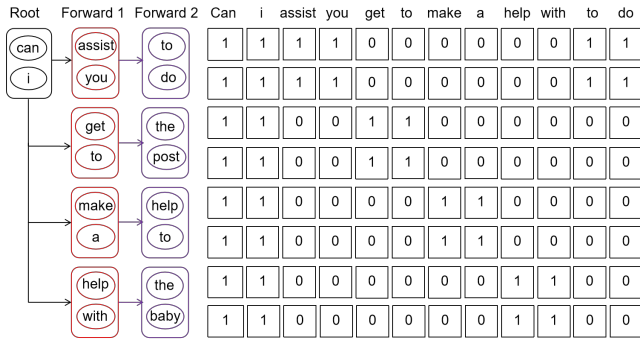 Root Forward 1 Forward 2 Can i assist you get to make a help with to do
can assist to 1 1 1 1 0 0 0 0 0 0 1 1
i you do 1 1 1 1 0 0 0 0 0 0 1 1
get the 1 1 0 0 1 1 0 0 0 0 0 0
to post 1 1 0 0 1 1 0 0 0 0 0 0
make help 1 1 0 0 0 0 1 1 0 0 0 0
a to 1 1 0 0 0 0 1 1 0 0 0 0
help the 1 1 0 0 0 0 0 0 1 1 0 0
with baby 1 1 0 0 0 0 0 0 1 1 0 0